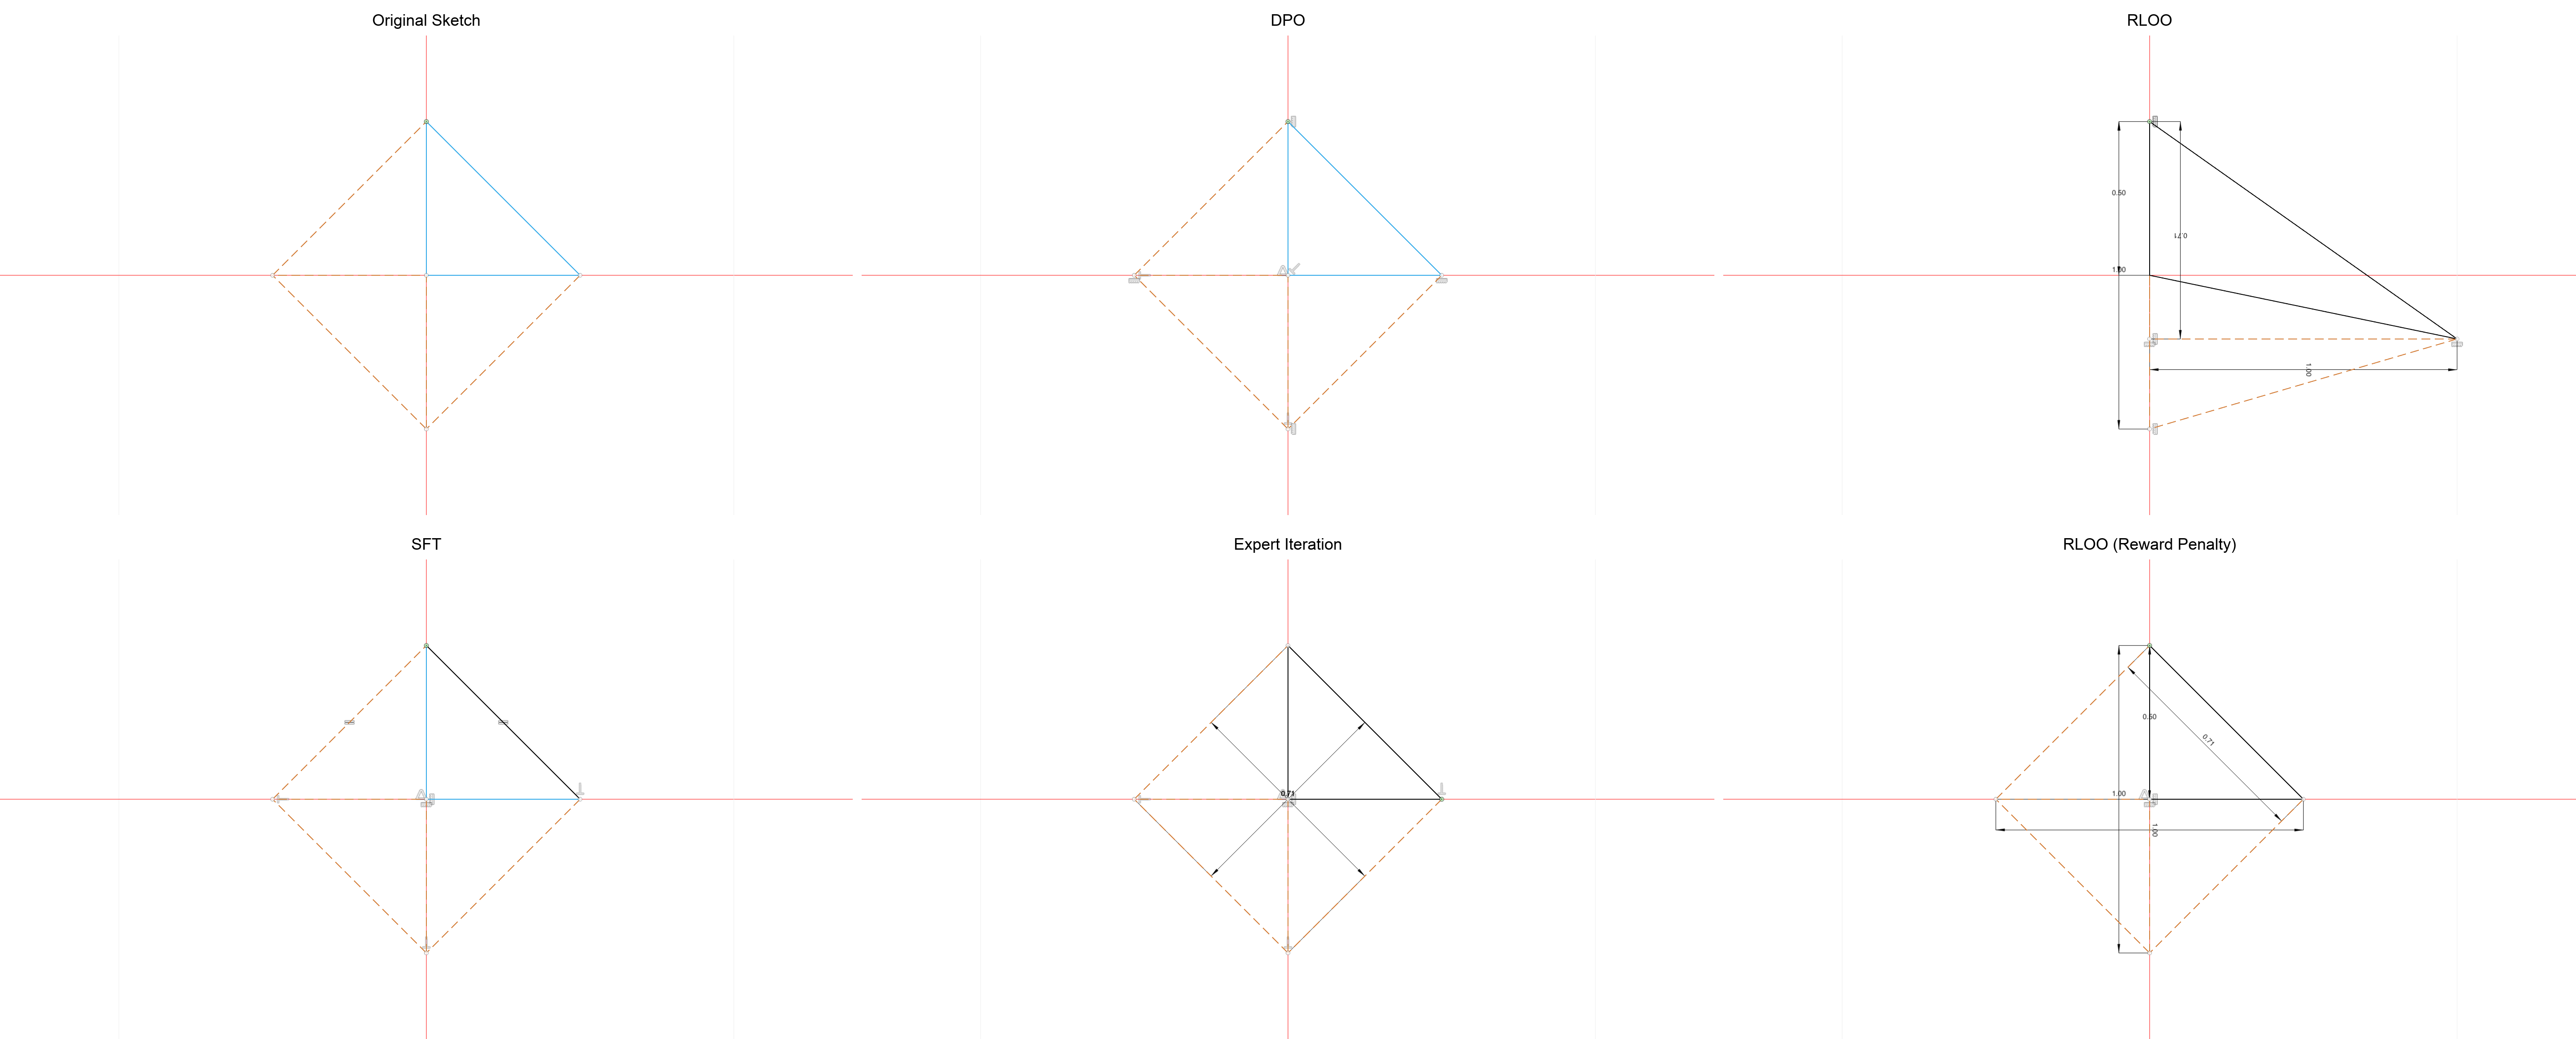 Original Sketch
DPO
RLOO
0.50
0.71
1.00
1.00
SFT
Expert Iteration
RLOO (Reward Penalty)
0.71
0.50
0.71
1.00
1.00